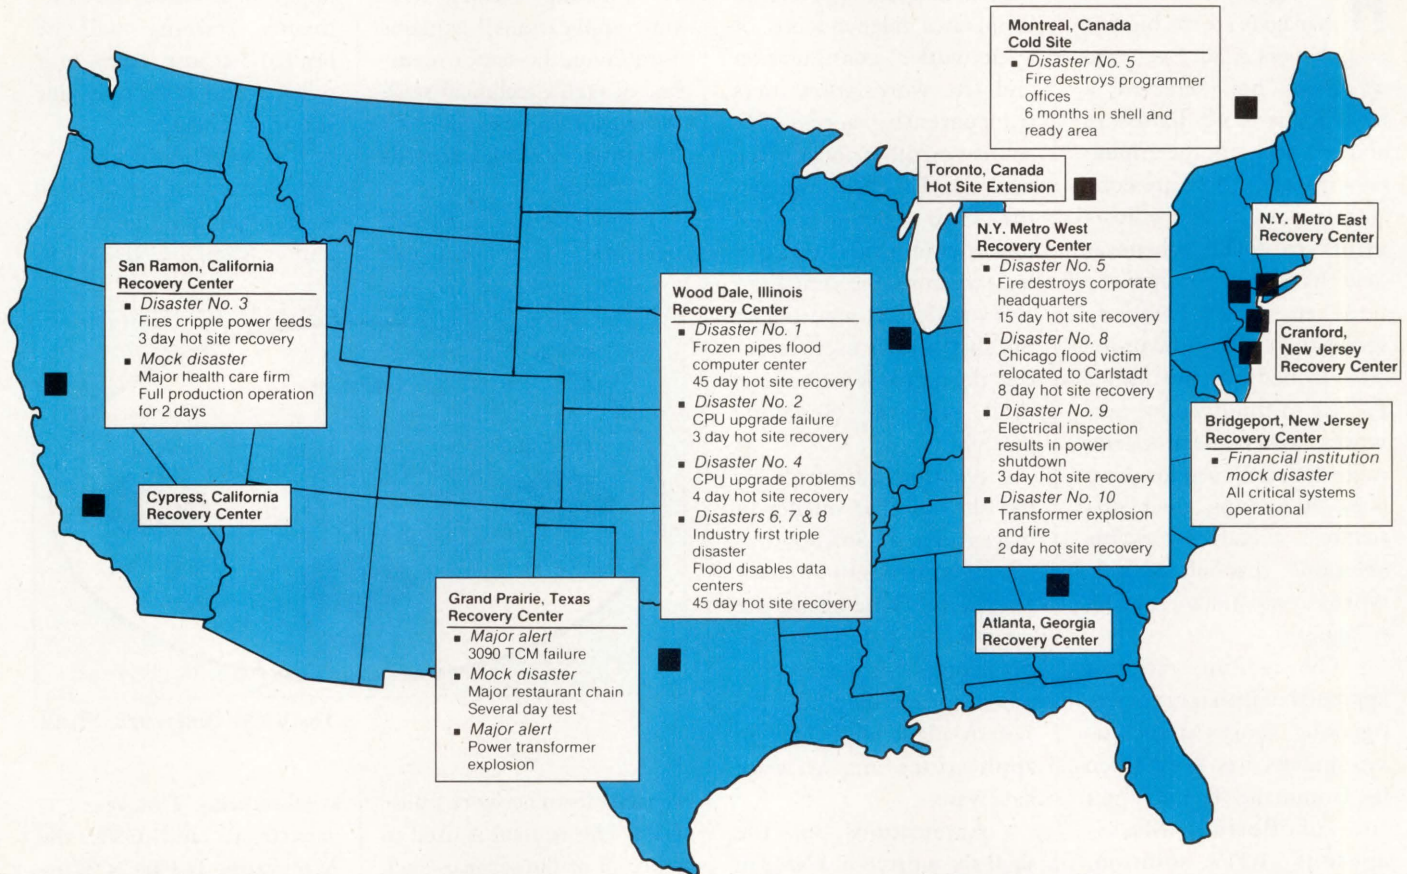 Montreal, Canada
Cold Site
■ Disaster No. 5
Fire destroys programmer
offices
6 months in shell and
ready area
Toronto, Canada
Hot Site Extension
N.Y. Metro East
Recovery Center
N.Y. Metro West
Recovery Center
■ Disaster No. 5
Fire destroys corporate
headquarters
15 day hot site recovery
■ Disaster No. 8
Chicago flood victim
relocated to Carlstadt
8 day hot site recovery
■ Disaster No. 9
Electrical inspection
results in power
shutdown
3 day hot site recovery
■ Disaster No. 10
Transformer explosion
and fire
2 day hot site recovery
San Ramon, California
Recovery Center
■ Disaster No. 3
Fires cripple power feeds
3 day hot site recovery
■ Mock disaster
Major health care firm
Full production operation
for 2 days
Wood Dale, Illinois
Recovery Center
■ Disaster No. 1
Frozen pipes flood
computer center
45 day hot site recovery
■ Disaster No. 2
CPU upgrade failure
3 day hot site recovery
■ Disaster No. 4
CPU upgrade problems
4 day hot site recovery
■ Disasters 6, 7 & 8
Industry first triple
disaster
Flood disables data
centers
45 day hot site recovery
Cranford,
New Jersey
Recovery Center
Bridgeport, New Jersey
Recovery Center
■ Financial institution
mock disaster
All critical systems
operational
Cypress, California
Recovery Center
Grand Prairie, Texas
Recovery Center
■ Major alert
3090 TCM failure
■ Mock disaster
Major restaurant chain
Several day test
■ Major alert
Power transformer
explosion
Atlanta, Georgia
Recovery Center